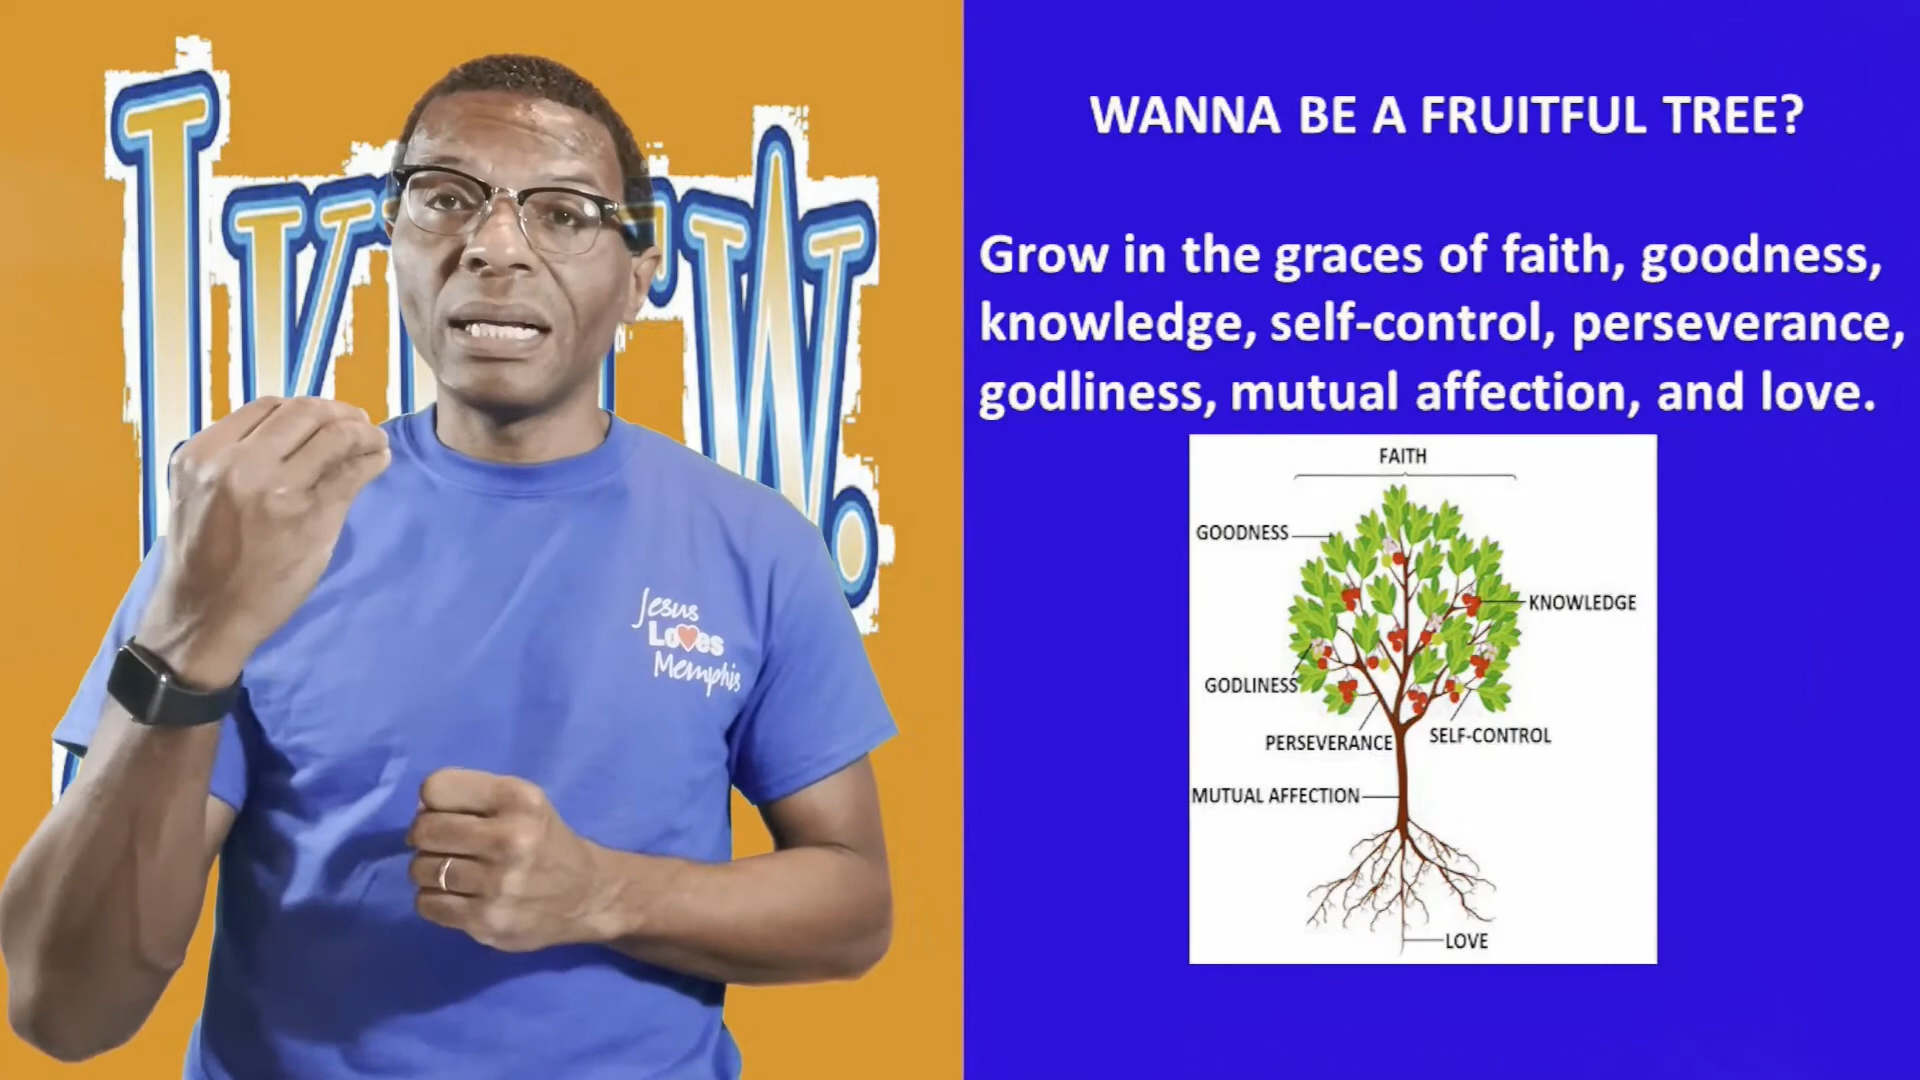 WANNA BE A FRUITFUL TREE?
Grow in the graces of faith, goodness,
knowledge, self-control, perseverance,
godliness, mutual affection, and love.
FAITH
GOODNESS
KNOWLEDGE
GODLINESS
PERSEVERANCE
SELF-CONTROL
MUTUAL AFFECTION
LOVE
Jesus
Loves
Memphis